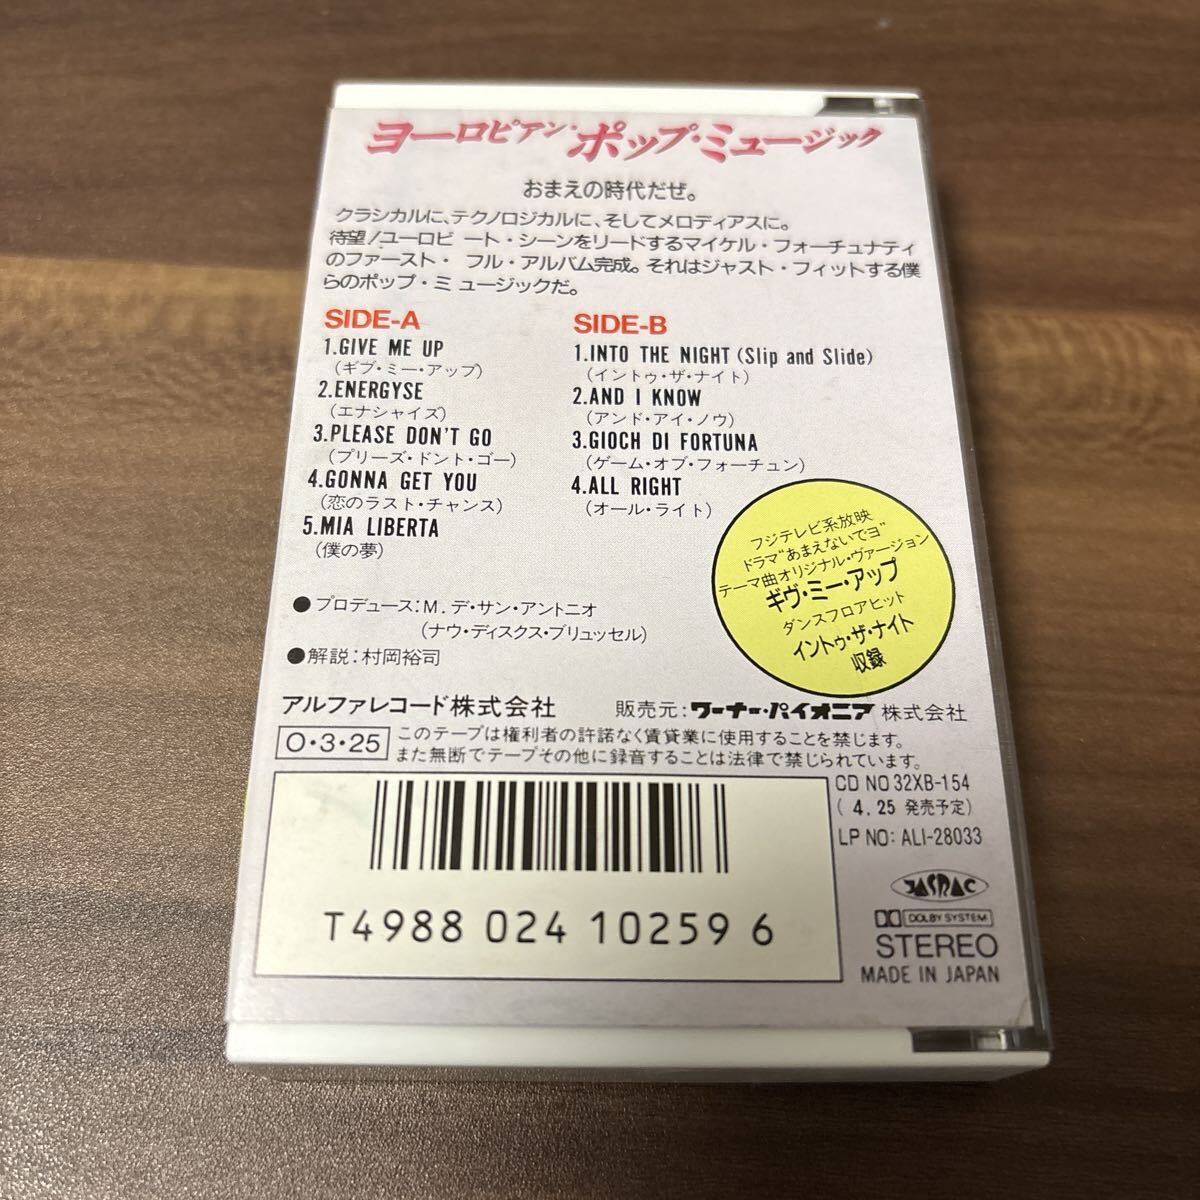 ヨーロピアン・ポップ・ミュージック
おまえの時代だぜ。
クラシカルに、テクノロジカルに、そしてメロディアスに。
待望!ユーロビ ート・シーンをリードするマイケル・フォーチュナティ
のファースト・ フル・アルバム完成。それはジャスト・フィットする僕
らのポップ・ミ ュージックだ。
SIDE-A
1.GIVE ME UP
(ギブ・ミー・アップ)
2.ENERGYSE
(エナシャイズ)
3.PLEASE DON'T GO
(プリーズ・ドント・ゴー)
4.GONNA GET YOU
(恋のラスト・チャンス)
5.MIA LIBERTA
(僕の夢)
SIDE-B
1.INTO THE NIGHT (Slip and Slide)
(イントゥ・ザ・ナイト)
2.AND I KNOW
(アンド・アイ・ノウ)
3.GIOCH DI FORTUNA
(ゲーム・オブ・フォーチュン)
4.ALL RIGHT
(オール・ライト)
フジテレビ系放映
ドラマ"あまえないでヨ"
テーマ曲オリジナル・ヴァージョン
ギヴ・ミー・アップ
ダンスフロアヒット
イントゥ・ザ・ナイト
収録
●プロデュース:M. デ・サン・アントニオ
(ナウ・ディスクス・ブリュッセル)
●解説:村岡裕司
アルファレコード株式会社
販売元:ワーナー・パイオニア株式会社
O・3・25
このテープは権利者の許諾なく賃貸業に使用することを禁じます。
また無断でテープその他に録音することは法律で禁じられています。
CD NO 32XB-154
( 4. 25 発売予定)
LP NO: ALI-28033
T4988 024 10259 6
JASRAC
DOLBY SYSTEM
STEREO
MADE IN JAPAN